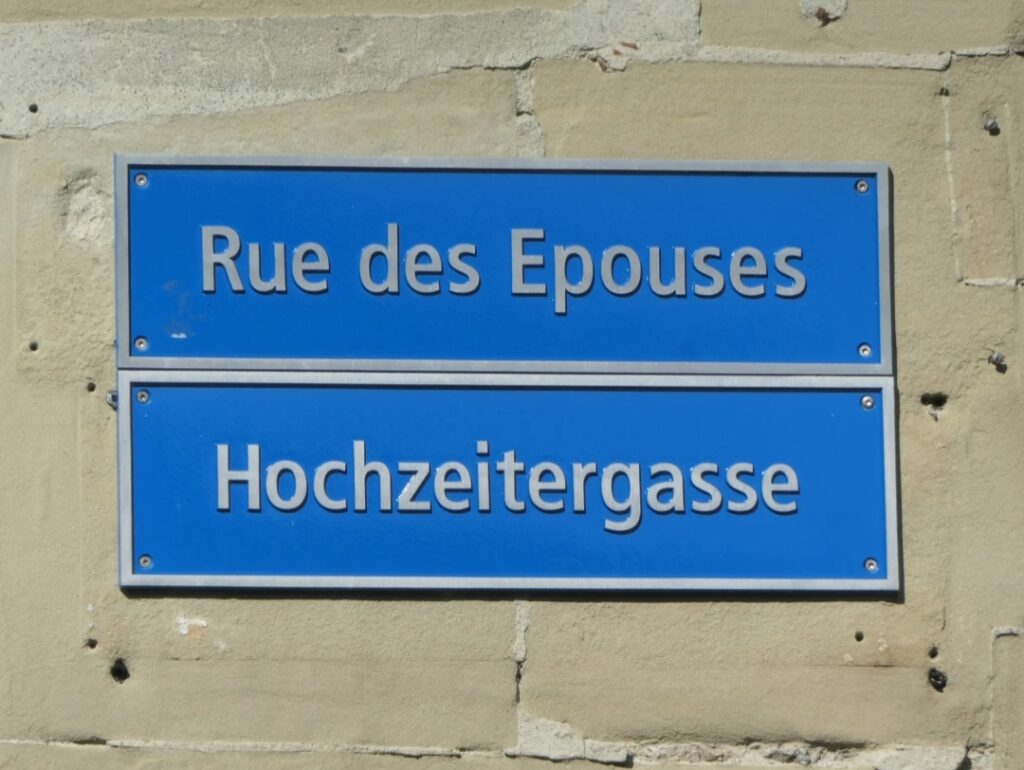 Rue des Epouses
Hochzeitergasse